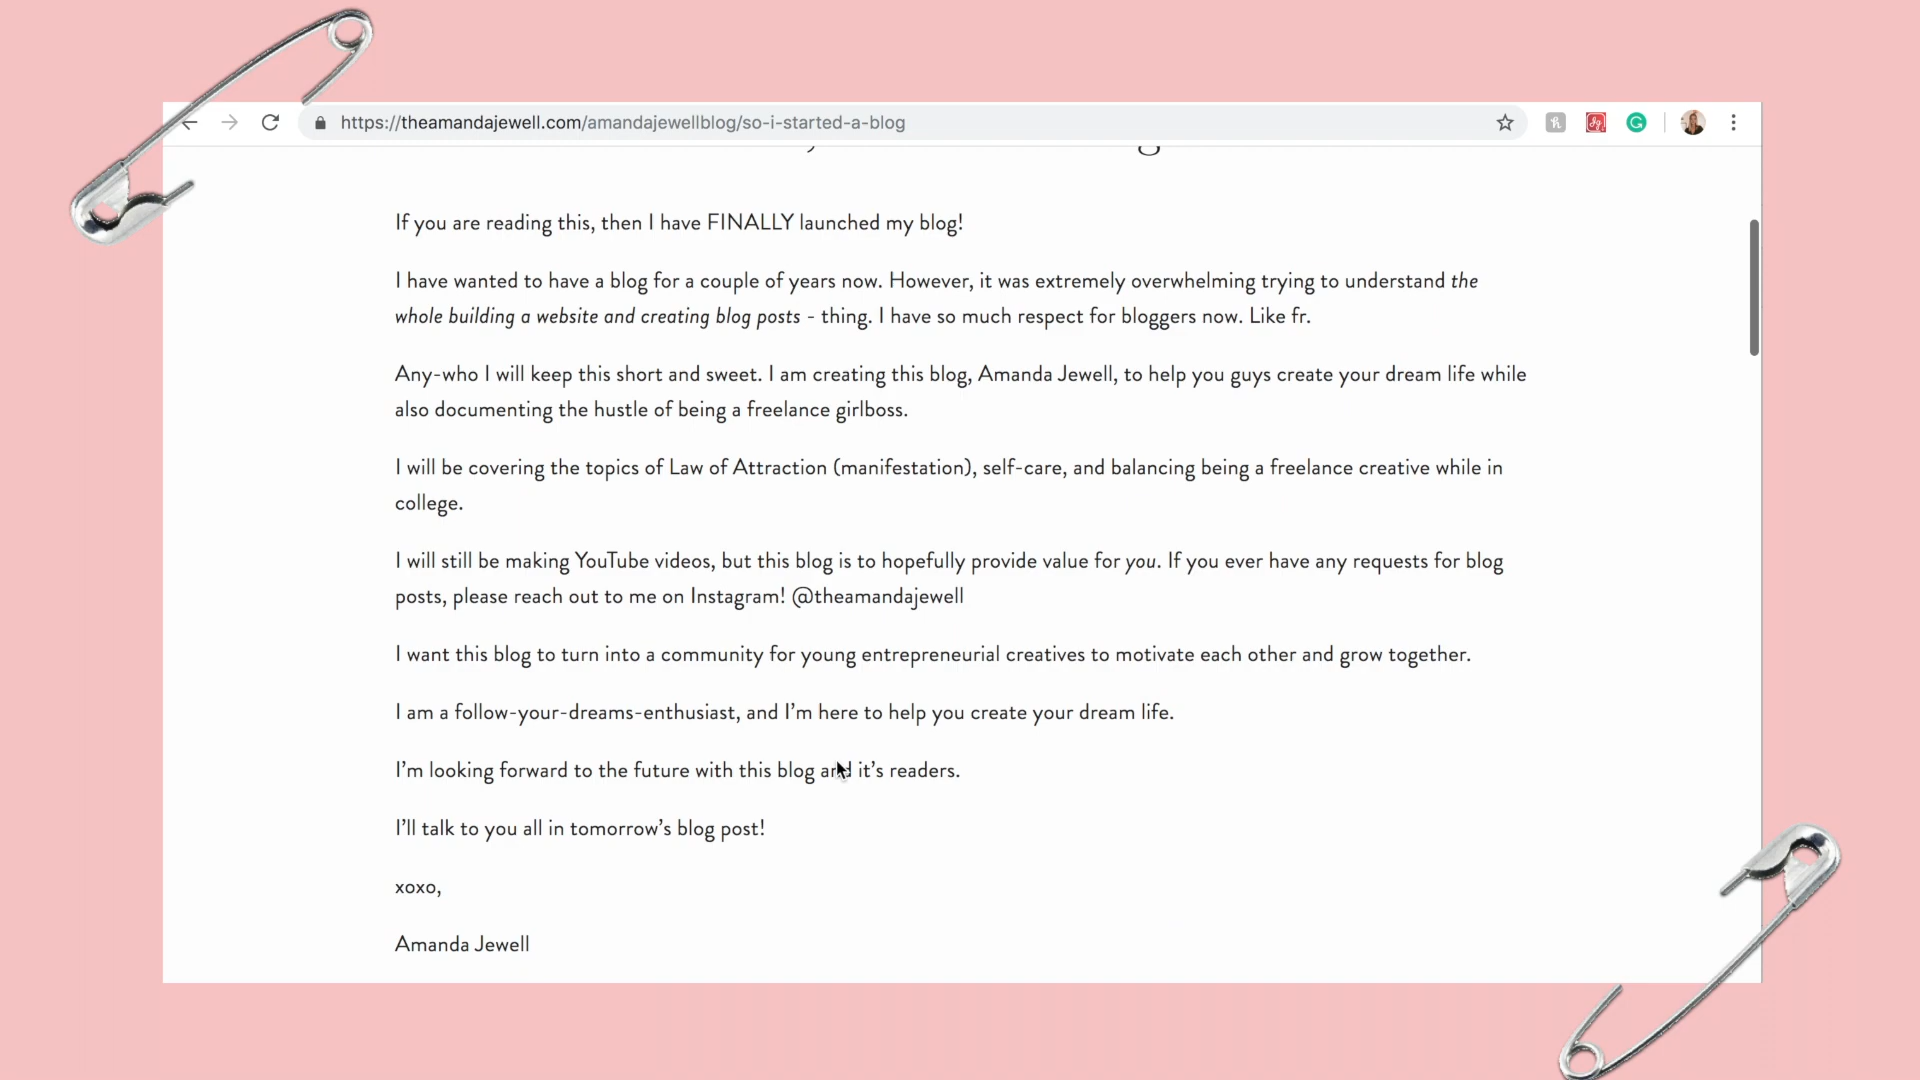 https://theamandajewell.com/amandajewellblog/so-i-started-a-blog
If you are reading this, then I have FINALLY launched my blog!
I have wanted to have a blog for a couple of years now. However, it was extremely overwhelming trying to understand the
whole building a website and creating blog posts - thing. I have so much respect for bloggers now. Like fr.
Any-who I will keep this short and sweet. I am creating this blog, Amanda Jewell, to help you guys create your dream life while
also documenting the hustle of being a freelance girlboss.
I will be covering the topics of Law of Attraction (manifestation), self-care, and balancing being a freelance creative while in
college.
I will still be making YouTube videos, but this blog is to hopefully provide value for you. If you ever have any requests for blog
posts, please reach out to me on Instagram! @theamandajewell
I want this blog to turn into a community for young entrepreneurial creatives to motivate each other and grow together.
I am a follow-your-dreams-enthusiast, and I’m here to help you create your dream life.
I’m looking forward to the future with this blog and it’s readers.
I’ll talk to you all in tomorrow’s blog post!
xoxo,
Amanda Jewell